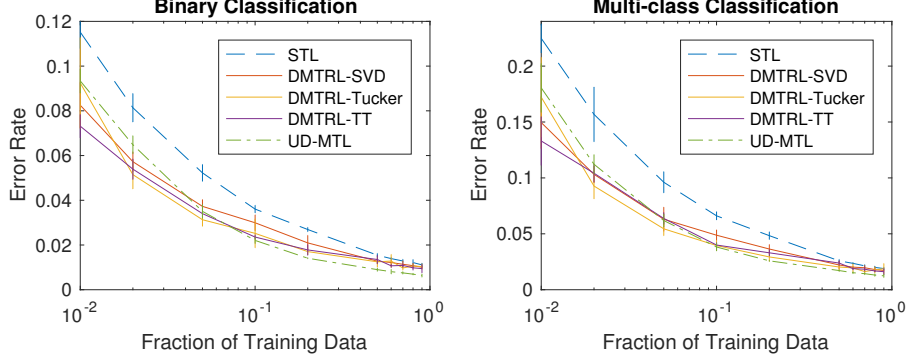 Binary Classification
0.12
0.1
0.08
0.06
0.04
0.02
0
Error Rate
STL
DMTRL-SVD
DMTRL-Tucker
DMTRL-TT
UD-MTL
10^-2
10^-1
10^0
Fraction of Training Data
Multi-class Classification
0.2
0.15
0.1
0.05
0
Error Rate
STL
DMTRL-SVD
DMTRL-Tucker
DMTRL-TT
UD-MTL
10^-2
10^-1
10^0
Fraction of Training Data